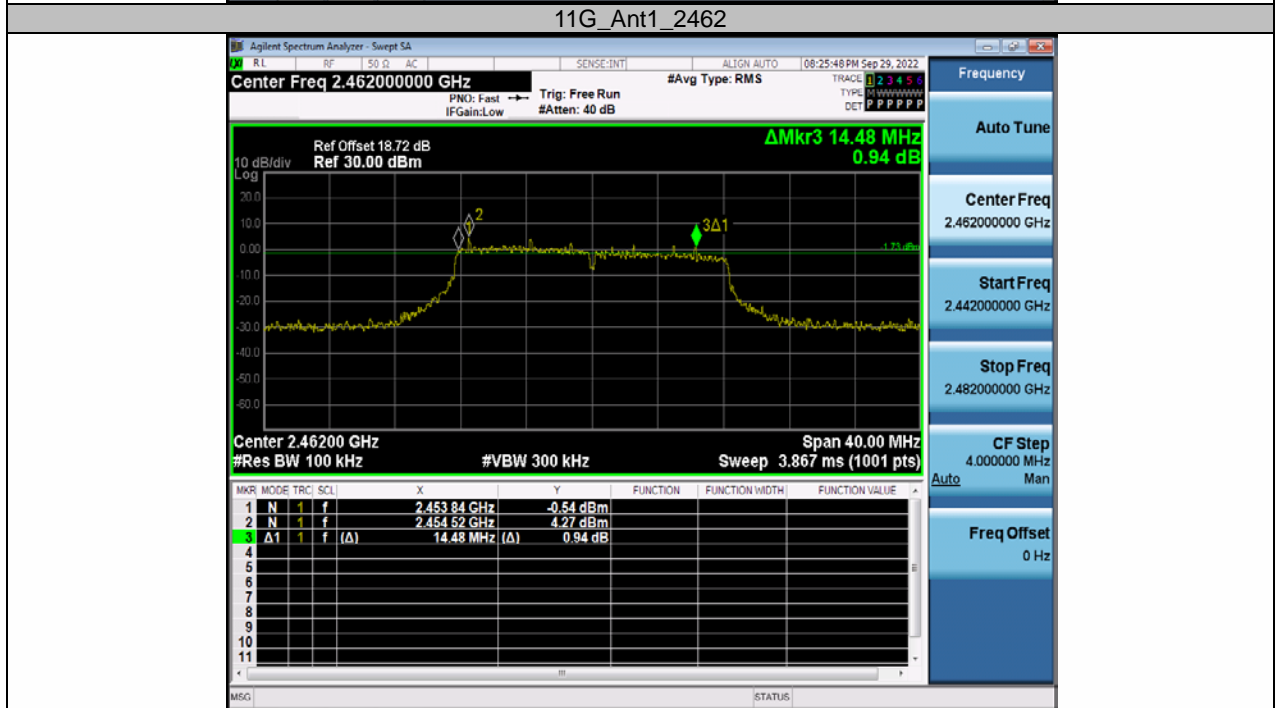 11G_Ant1_2462
Agilent Spectrum Analyzer - Swept SA
RL RF 50 Ω AC SENSE:INT ALIGN AUTO 08:25:48 PM Sep 29, 2022
Center Freq 2.462000000 GHz #Avg Type: RMS TRACE 1 2 3 4 5 6
PNO: Fast Trig: Free Run TYPE M W W W W W
IFGain:Low #Atten: 40 dB DET P P P P P P
Frequency
Auto Tune
Center Freq
2.462000000 GHz
Start Freq
2.442000000 GHz
Stop Freq
2.482000000 GHz
CF Step
4.000000 MHz
Auto Man
Freq Offset
0 Hz
ΔMkr3 14.48 MHz
0.94 dB
Ref Offset 18.72 dB
10 dB/div Ref 30.00 dBm
Log
20.0
10.0
0.00
-10.0
-20.0
-30.0
-40.0
-50.0
-60.0
2
3Δ1
-1.73 dBm
Center 2.46200 GHz Span 40.00 MHz
#Res BW 100 kHz #VBW 300 kHz Sweep 3.867 ms (1001 pts)
MKR MODE TRC SCL X Y FUNCTION FUNCTION WIDTH FUNCTION VALUE
1 N 1 f 2.453 84 GHz -0.54 dBm
2 N 1 f 2.454 52 GHz 4.27 dBm
3 Δ1 1 f (Δ) 14.48 MHz (Δ) 0.94 dB
4
5
6
7
8
9
10
11
MSG STATUS